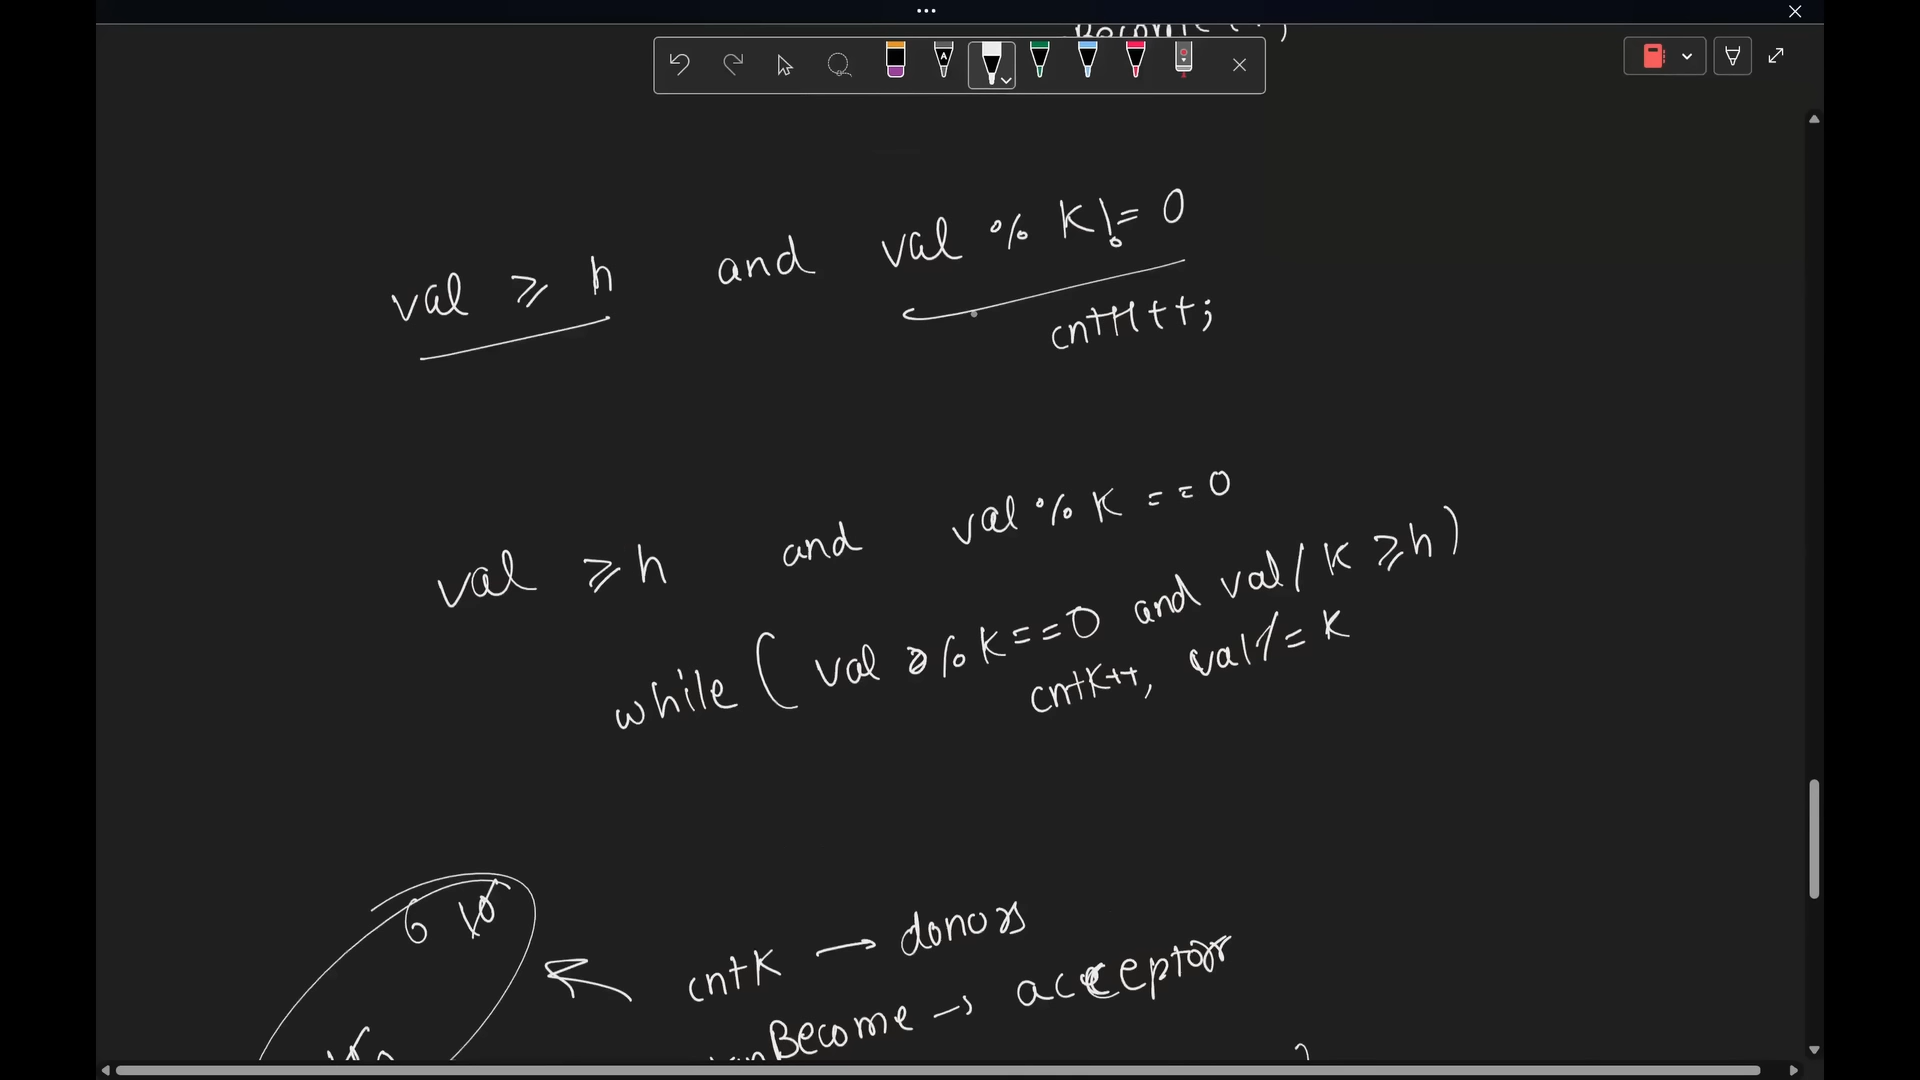 val ≥ h and val % K != 0
cntH++;
val ≥ h and val % K == 0
while ( val % K==0 and val / K ≥ h )
cntK++, val /= K
6 10
cntK → donors
Become → acceptor